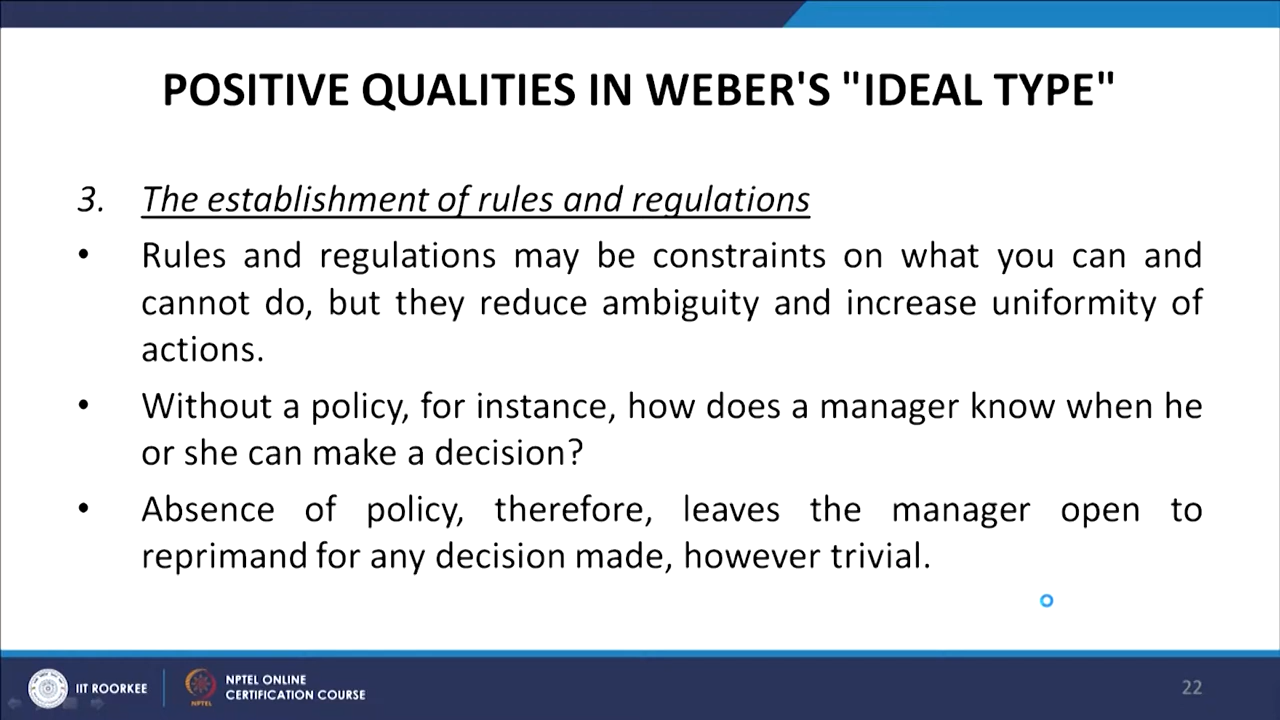 POSITIVE QUALITIES IN WEBER'S "IDEAL TYPE"
3. The establishment of rules and regulations
• Rules and regulations may be constraints on what you can and
cannot do, but they reduce ambiguity and increase uniformity of
actions.
• Without a policy, for instance, how does a manager know when he
or she can make a decision?
• Absence of policy, therefore, leaves the manager open to
reprimand for any decision made, however trivial.
IIT ROORKEE
NPTEL
NPTEL ONLINE
CERTIFICATION COURSE
22